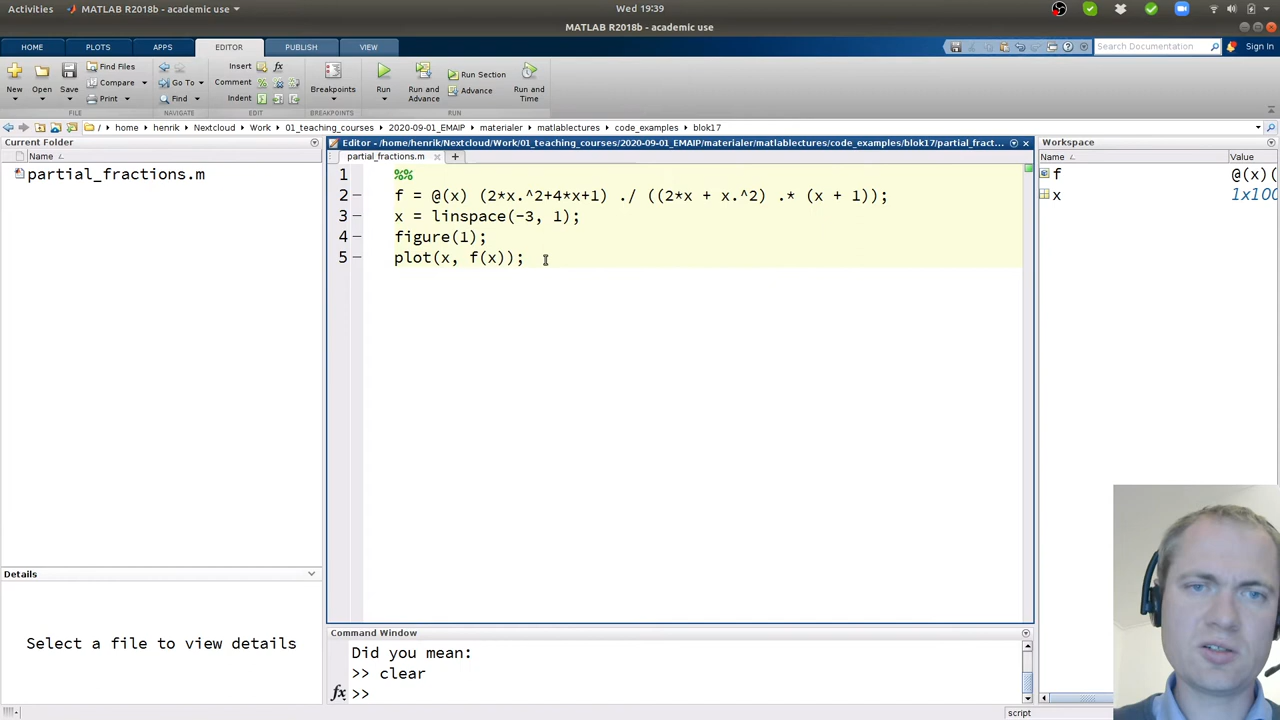 Activities MATLAB R2018b - academic use Wed 19:39
MATLAB R2018b - academic use
HOME PLOTS APPS EDITOR PUBLISH VIEW Search Documentation Sign In
New Open Save Find Files Compare Print Go To Find Insert Comment Indent Breakpoints Run Run and Advance Run Section Advance Run and Time
FILE NAVIGATE EDIT BREAKPOINTS RUN
/ home henrik Nextcloud Work 01_teaching_courses 2020-09-01_EMAIP materialer matlablectures code_examples blok17
Current Folder
Name
partial_fractions.m
Editor - /home/henrik/Nextcloud/Work/01_teaching_courses/2020-09-01_EMAIP/materialer/matlablectures/code_examples/blok17/partial_fract...
partial_fractions.m
1 %%
2 f = @(x) (2*x.^2+4*x+1) ./ ((2*x + x.^2) .* (x + 1));
3 x = linspace(-3, 1);
4 figure(1);
5 plot(x, f(x));
Workspace
Name Value
f @(x)(
x 1x100
Details
Select a file to view details
Command Window
Did you mean:
>> clear
fx >>
script